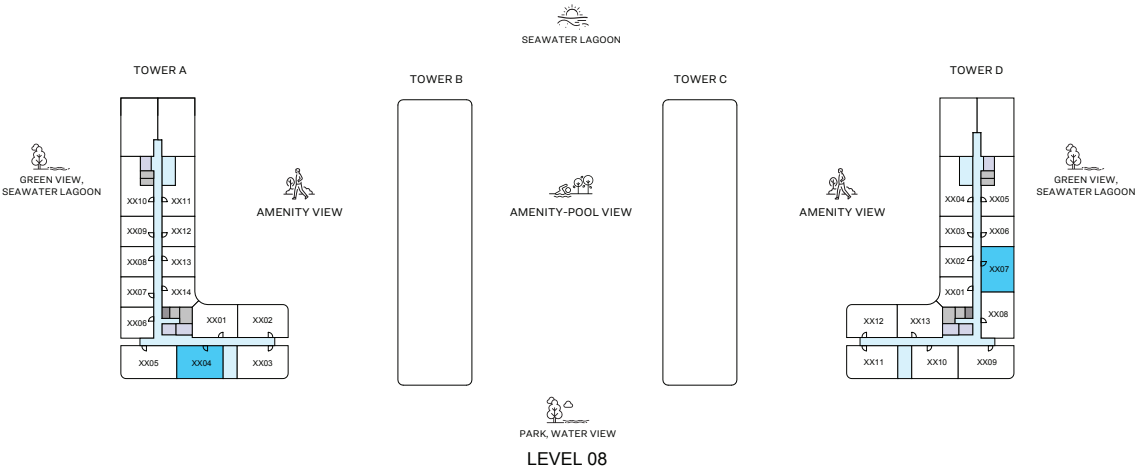 SEAWATER LAGOON
TOWER A
TOWER B
TOWER C
TOWER D
GREEN VIEW,
SEAWATER LAGOON
AMENITY VIEW
AMENITY-POOL VIEW
AMENITY VIEW
GREEN VIEW,
SEAWATER LAGOON
XX10 XX11
XX09 XX12
XX08 XX13
XX07 XX14
XX06 XX01 XX02
XX05 XX04 XX03
XX04 XX05
XX03 XX06
XX02 XX07
XX01
XX12 XX13 XX08
XX11 XX10 XX09
PARK, WATER VIEW
LEVEL 08